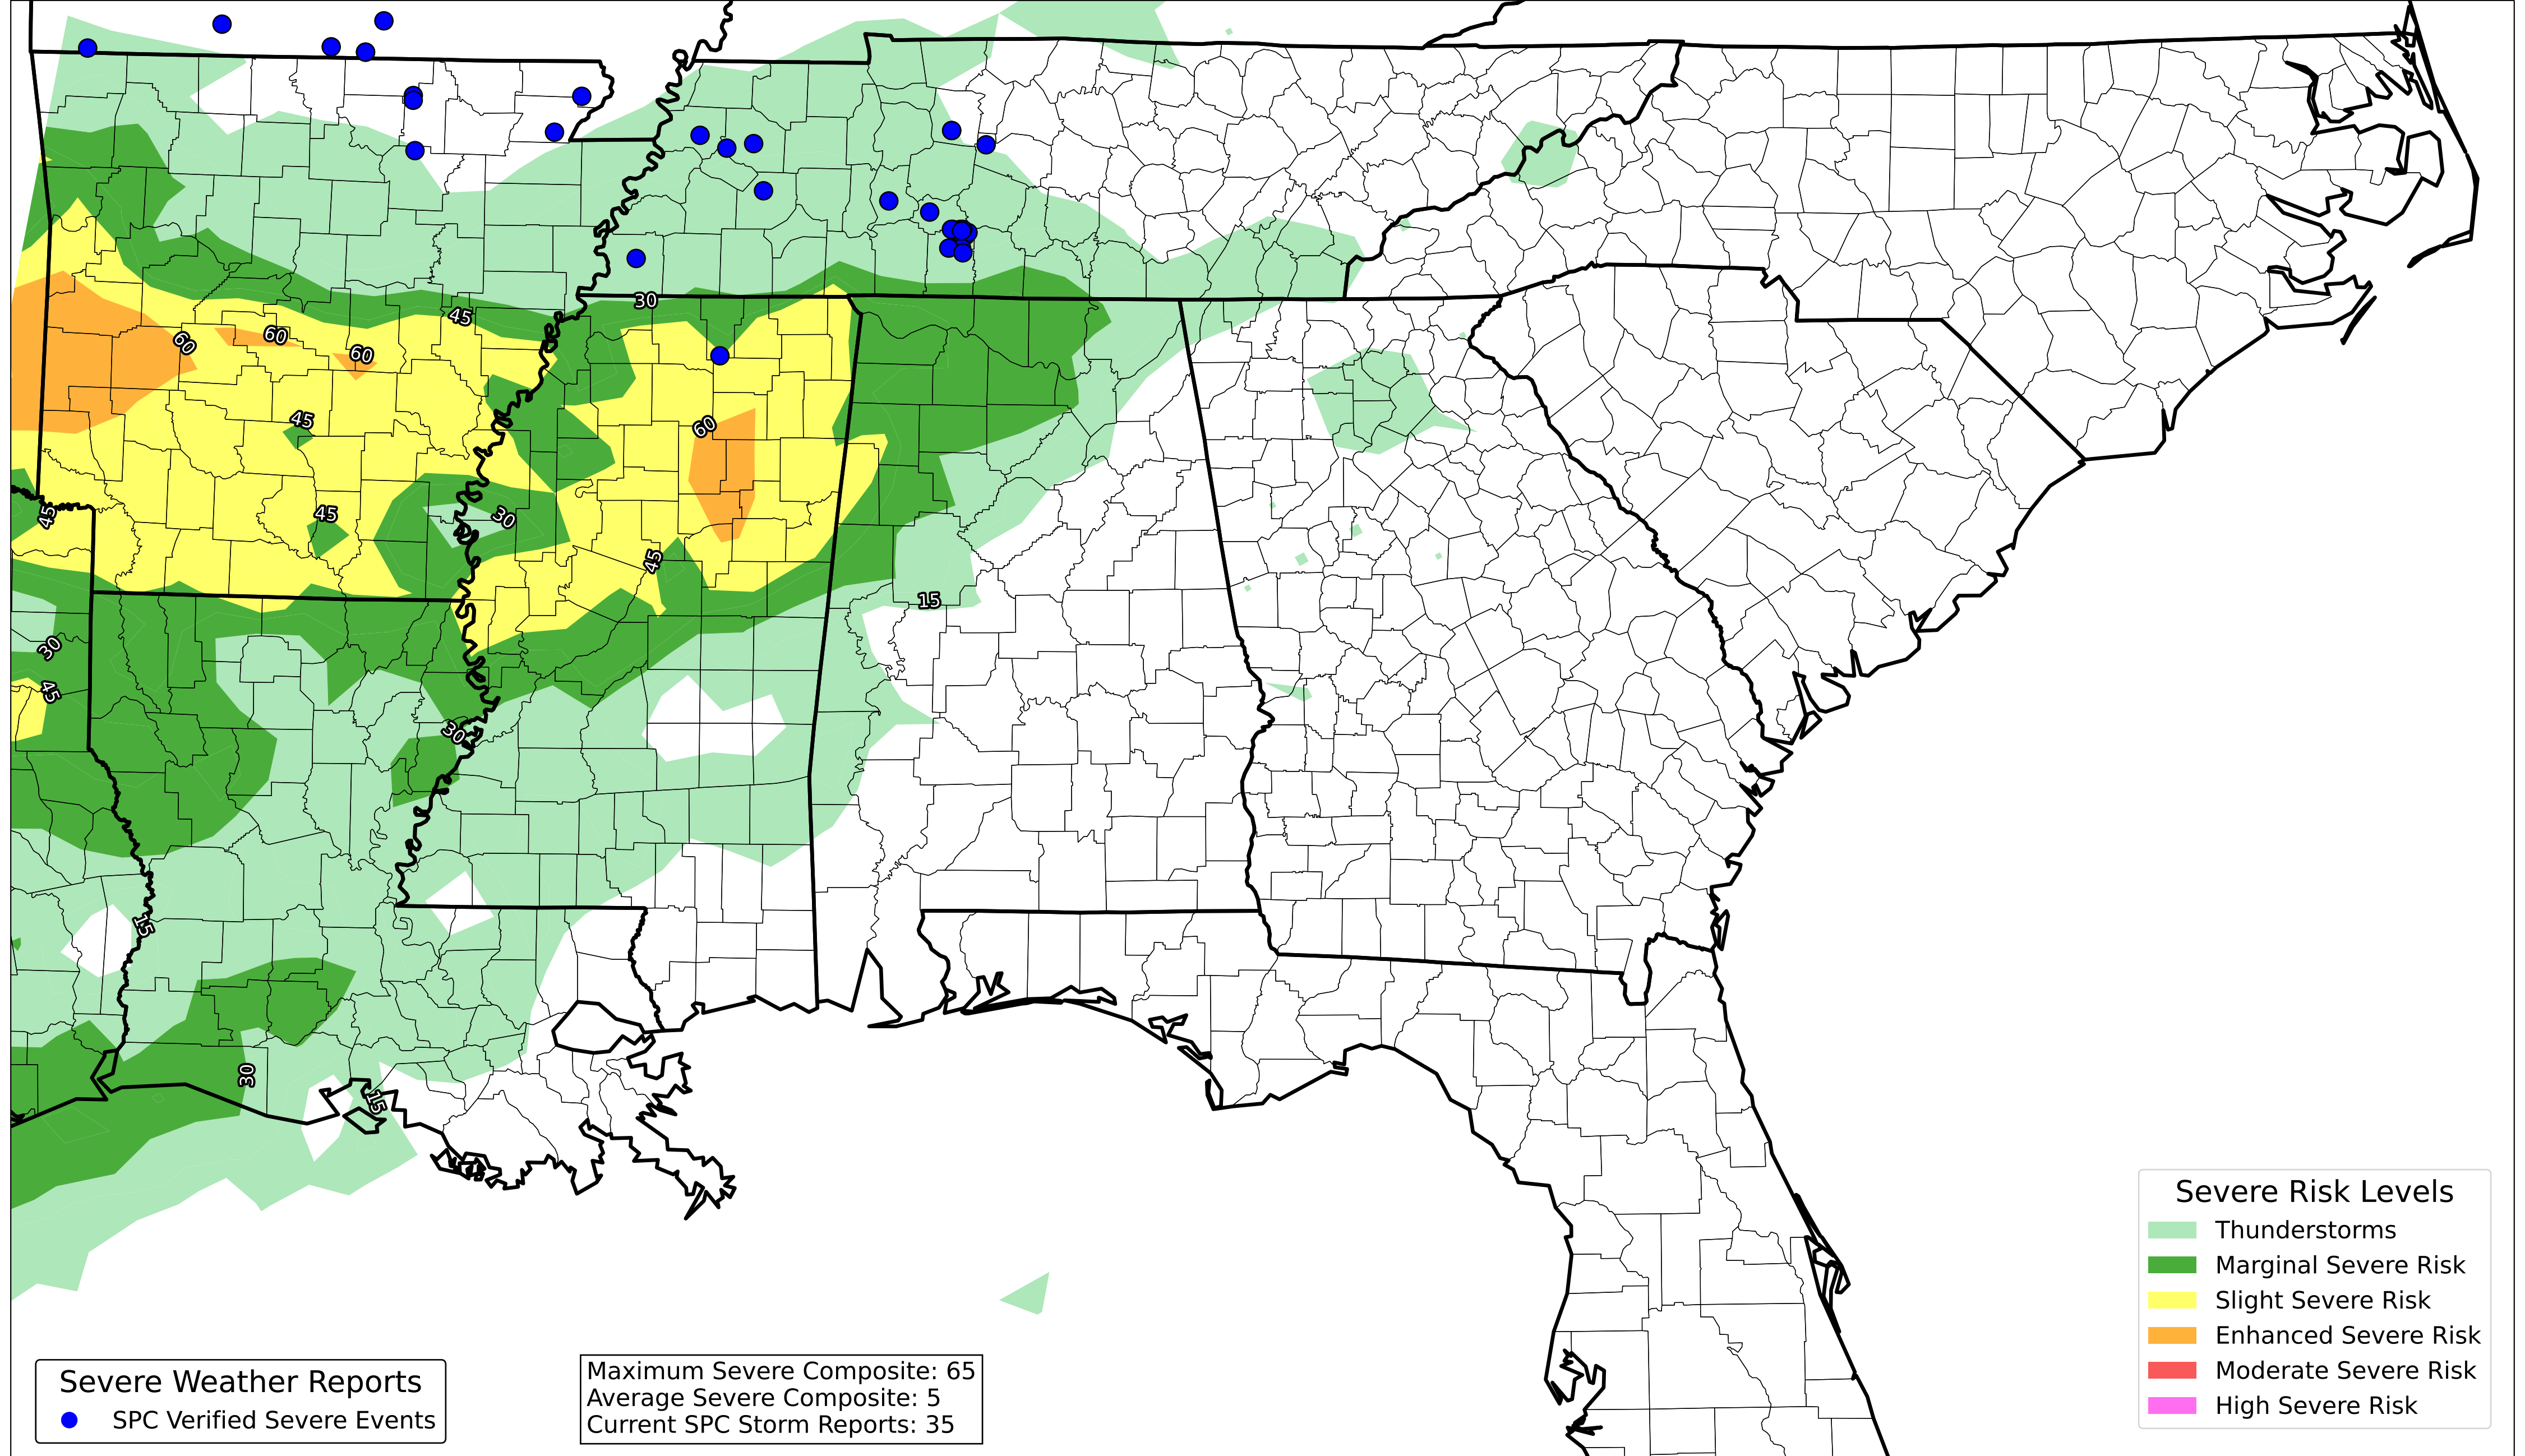 30
45
60
60
60
45
60
45
30
45
45
15
30
45
30
15
30
15
Severe Risk Levels
Thunderstorms
Marginal Severe Risk
Slight Severe Risk
Enhanced Severe Risk
Moderate Severe Risk
High Severe Risk
Severe Weather Reports
SPC Verified Severe Events
Maximum Severe Composite: 65
Average Severe Composite: 5
Current SPC Storm Reports: 35